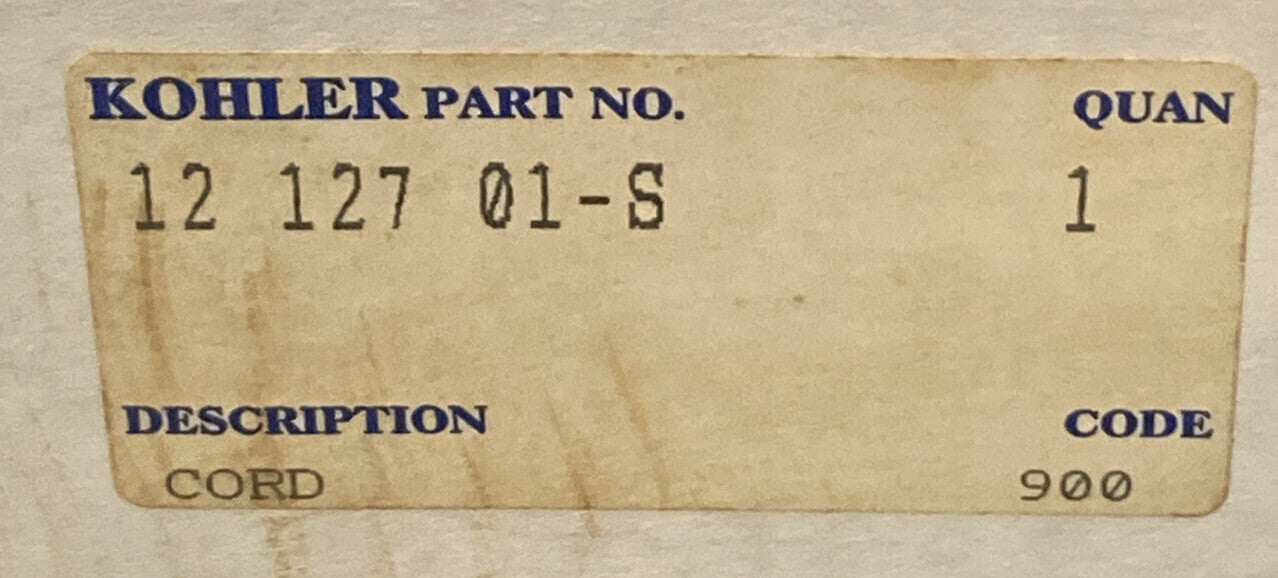 KOHLER PART NO. QUAN
12 127 01-S 1
DESCRIPTION CODE
CORD 900